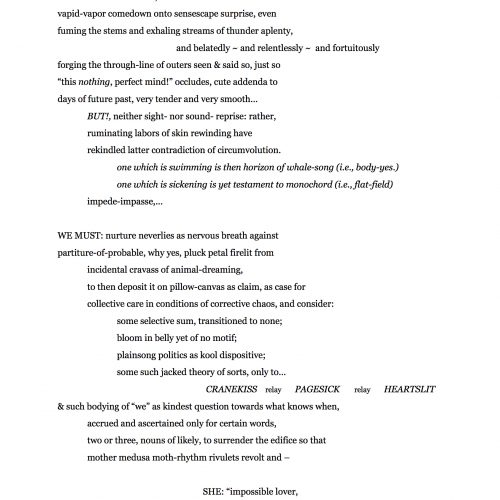 vapid-vapor comedown onto sensescape surprise, even
fuming the stems and exhaling streams of thunder aplenty,
and belatedly ~ and relentlessly ~ and fortuitously
forging the through-line of outers seen & said so, just so
“this nothing, perfect mind!” occludes, cute addenda to
days of future past, very tender and very smooth…
BUT!, neither sight- nor sound- reprise: rather,
ruminating labors of skin rewinding have
rekindled latter contradiction of circumvolution.
one which is swimming is then horizon of whale-song (i.e., body-yes.)
one which is sickening is yet testament to monochord (i.e., flat-field)
impede-impasse,…
WE MUST: nurture neverlies as nervous breath against
partiture-of-probable, why yes, pluck petal firelit from
incidental cravass of animal-dreaming,
to then deposit it on pillow-canvas as claim, as case for
collective care in conditions of corrective chaos, and consider:
some selective sum, transitioned to none;
bloom in belly yet of no motif;
plainsong politics as kool dispositive;
some such jacked theory of sorts, only to…
CRANEKISS relay PAGESICK relay HEARTSLIT
& such bodying of “we” as kindest question towards what knows when,
accrued and ascertained only for certain words,
two or three, nouns of likely, to surrender the edifice so that
mother medusa moth-rhythm rivulets revolt and –
SHE: “impossible lover,